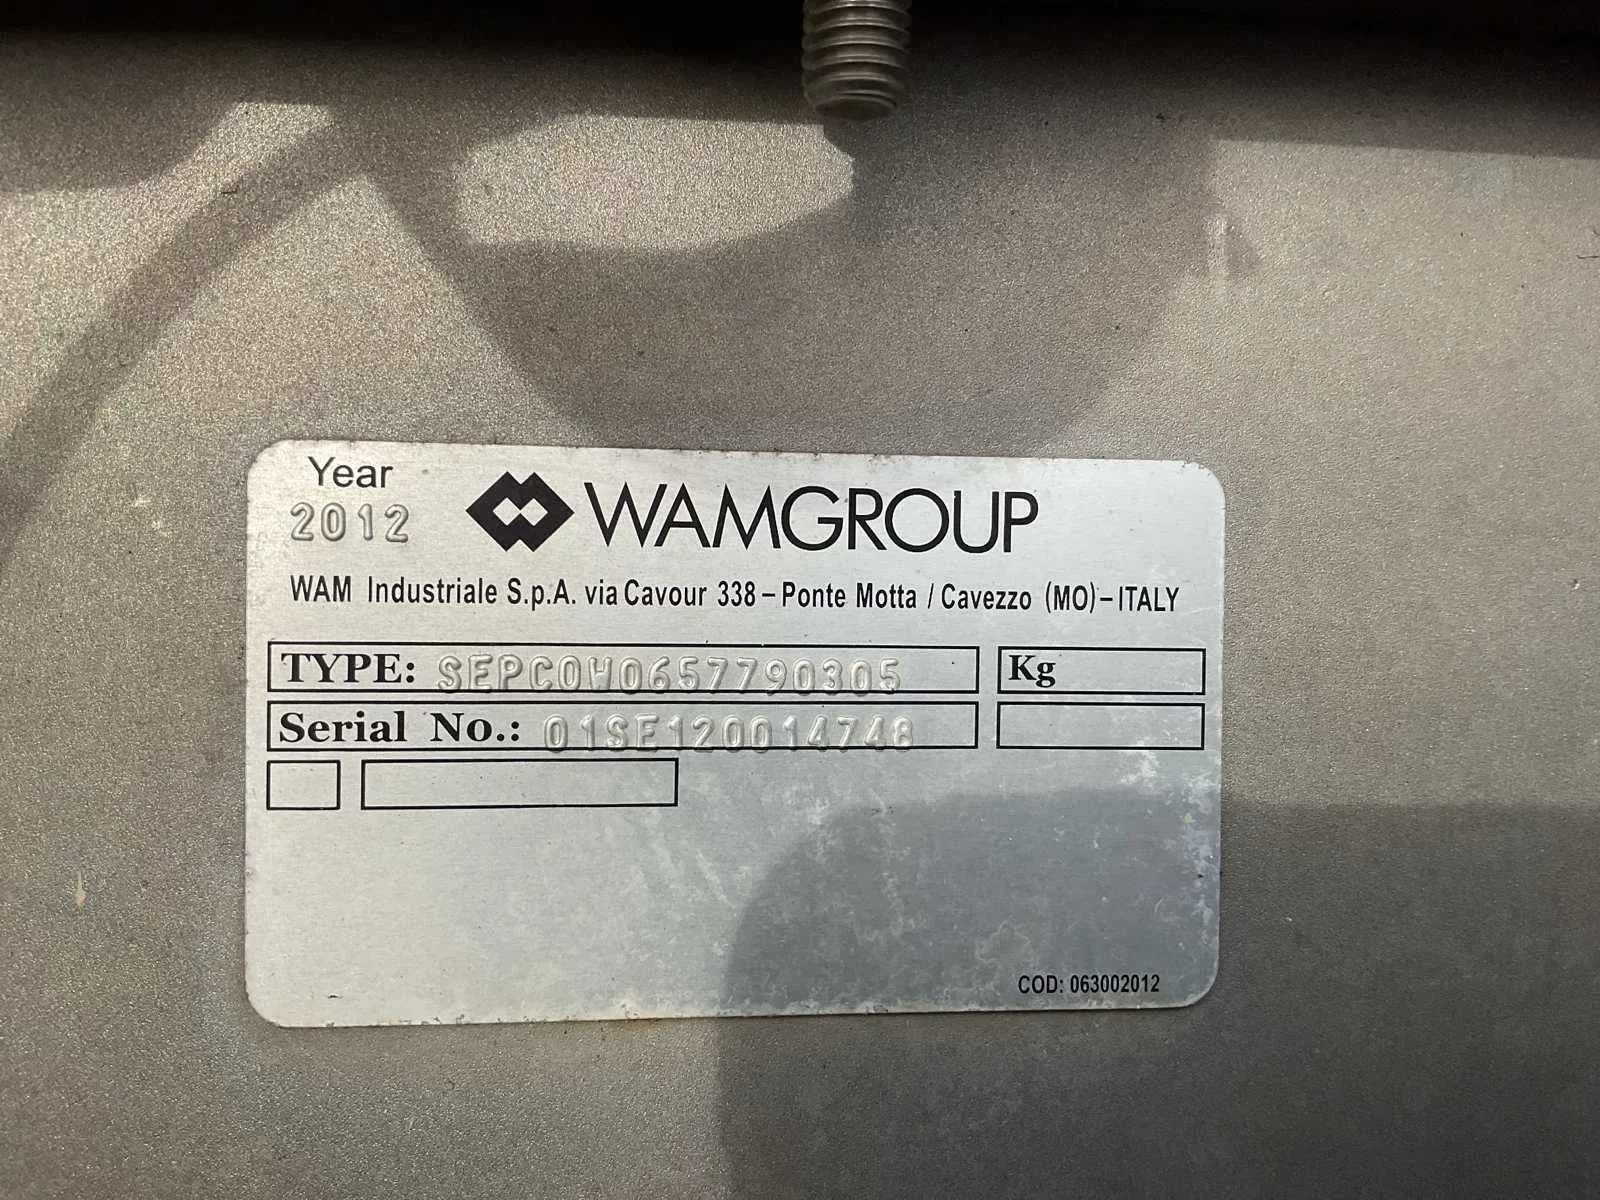 Year
2012
WAMGROUP
WAM Industriale S.p.A. via Cavour 338 – Ponte Motta / Cavezzo (MO) – ITALY
TYPE: SEPCOW0657790305
Kg
Serial No.: 01SE120014748
COD: 063002012